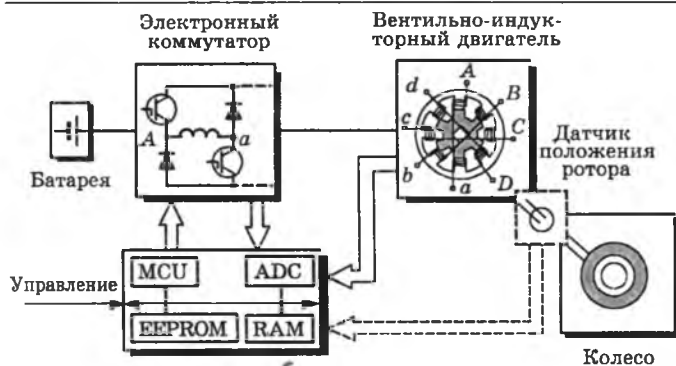 Электронный
коммутатор
Вентильно-индук-
торный двигатель
Батарея
A
a
A
B
C
D
a
b
c
d
Датчик
положения
ротора
Управление
MCU
ADC
EEPROM
RAM
Колесо